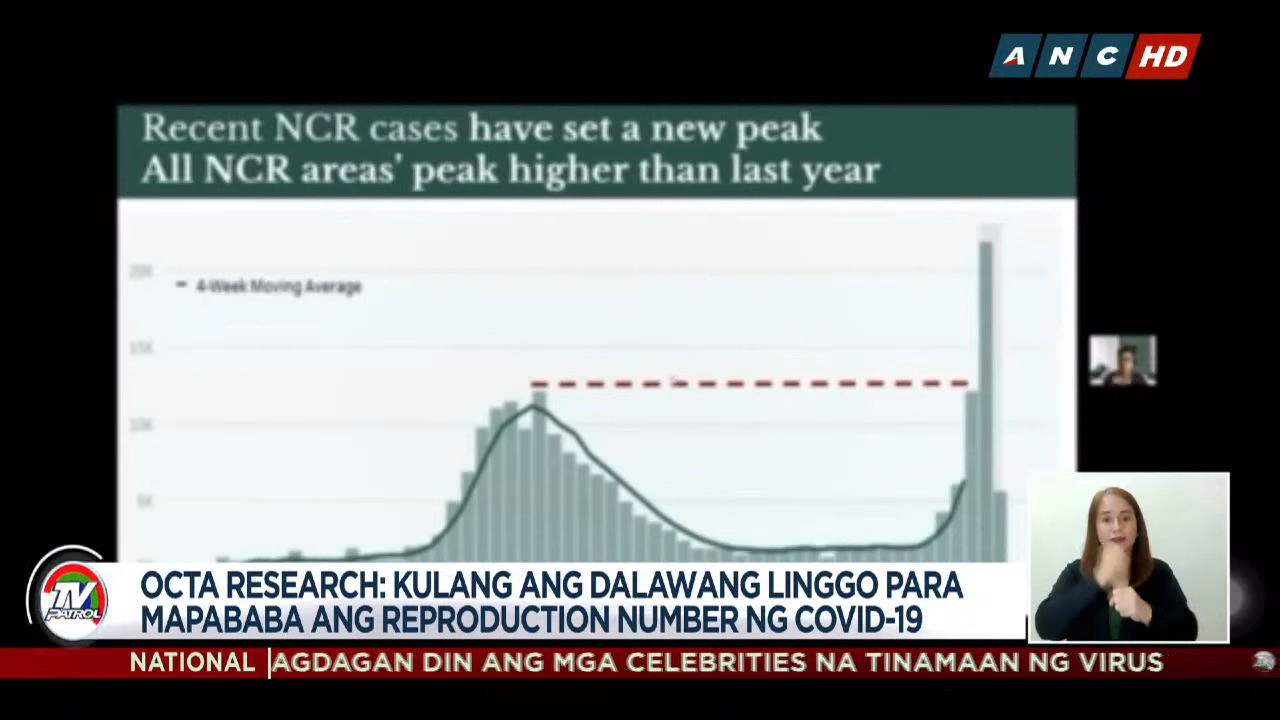 ANC HD
Recent NCR cases have set a new peak
All NCR areas' peak higher than last year
20K
4-Week Moving Average
15K
10K
5K
TV PATROL
OCTA RESEARCH: KULANG ANG DALAWANG LINGGO PARA
MAPABABA ANG REPRODUCTION NUMBER NG COVID-19
NATIONAL AGDAGAN DIN ANG MGA CELEBRITIES NA TINAMAAN NG VIRUS